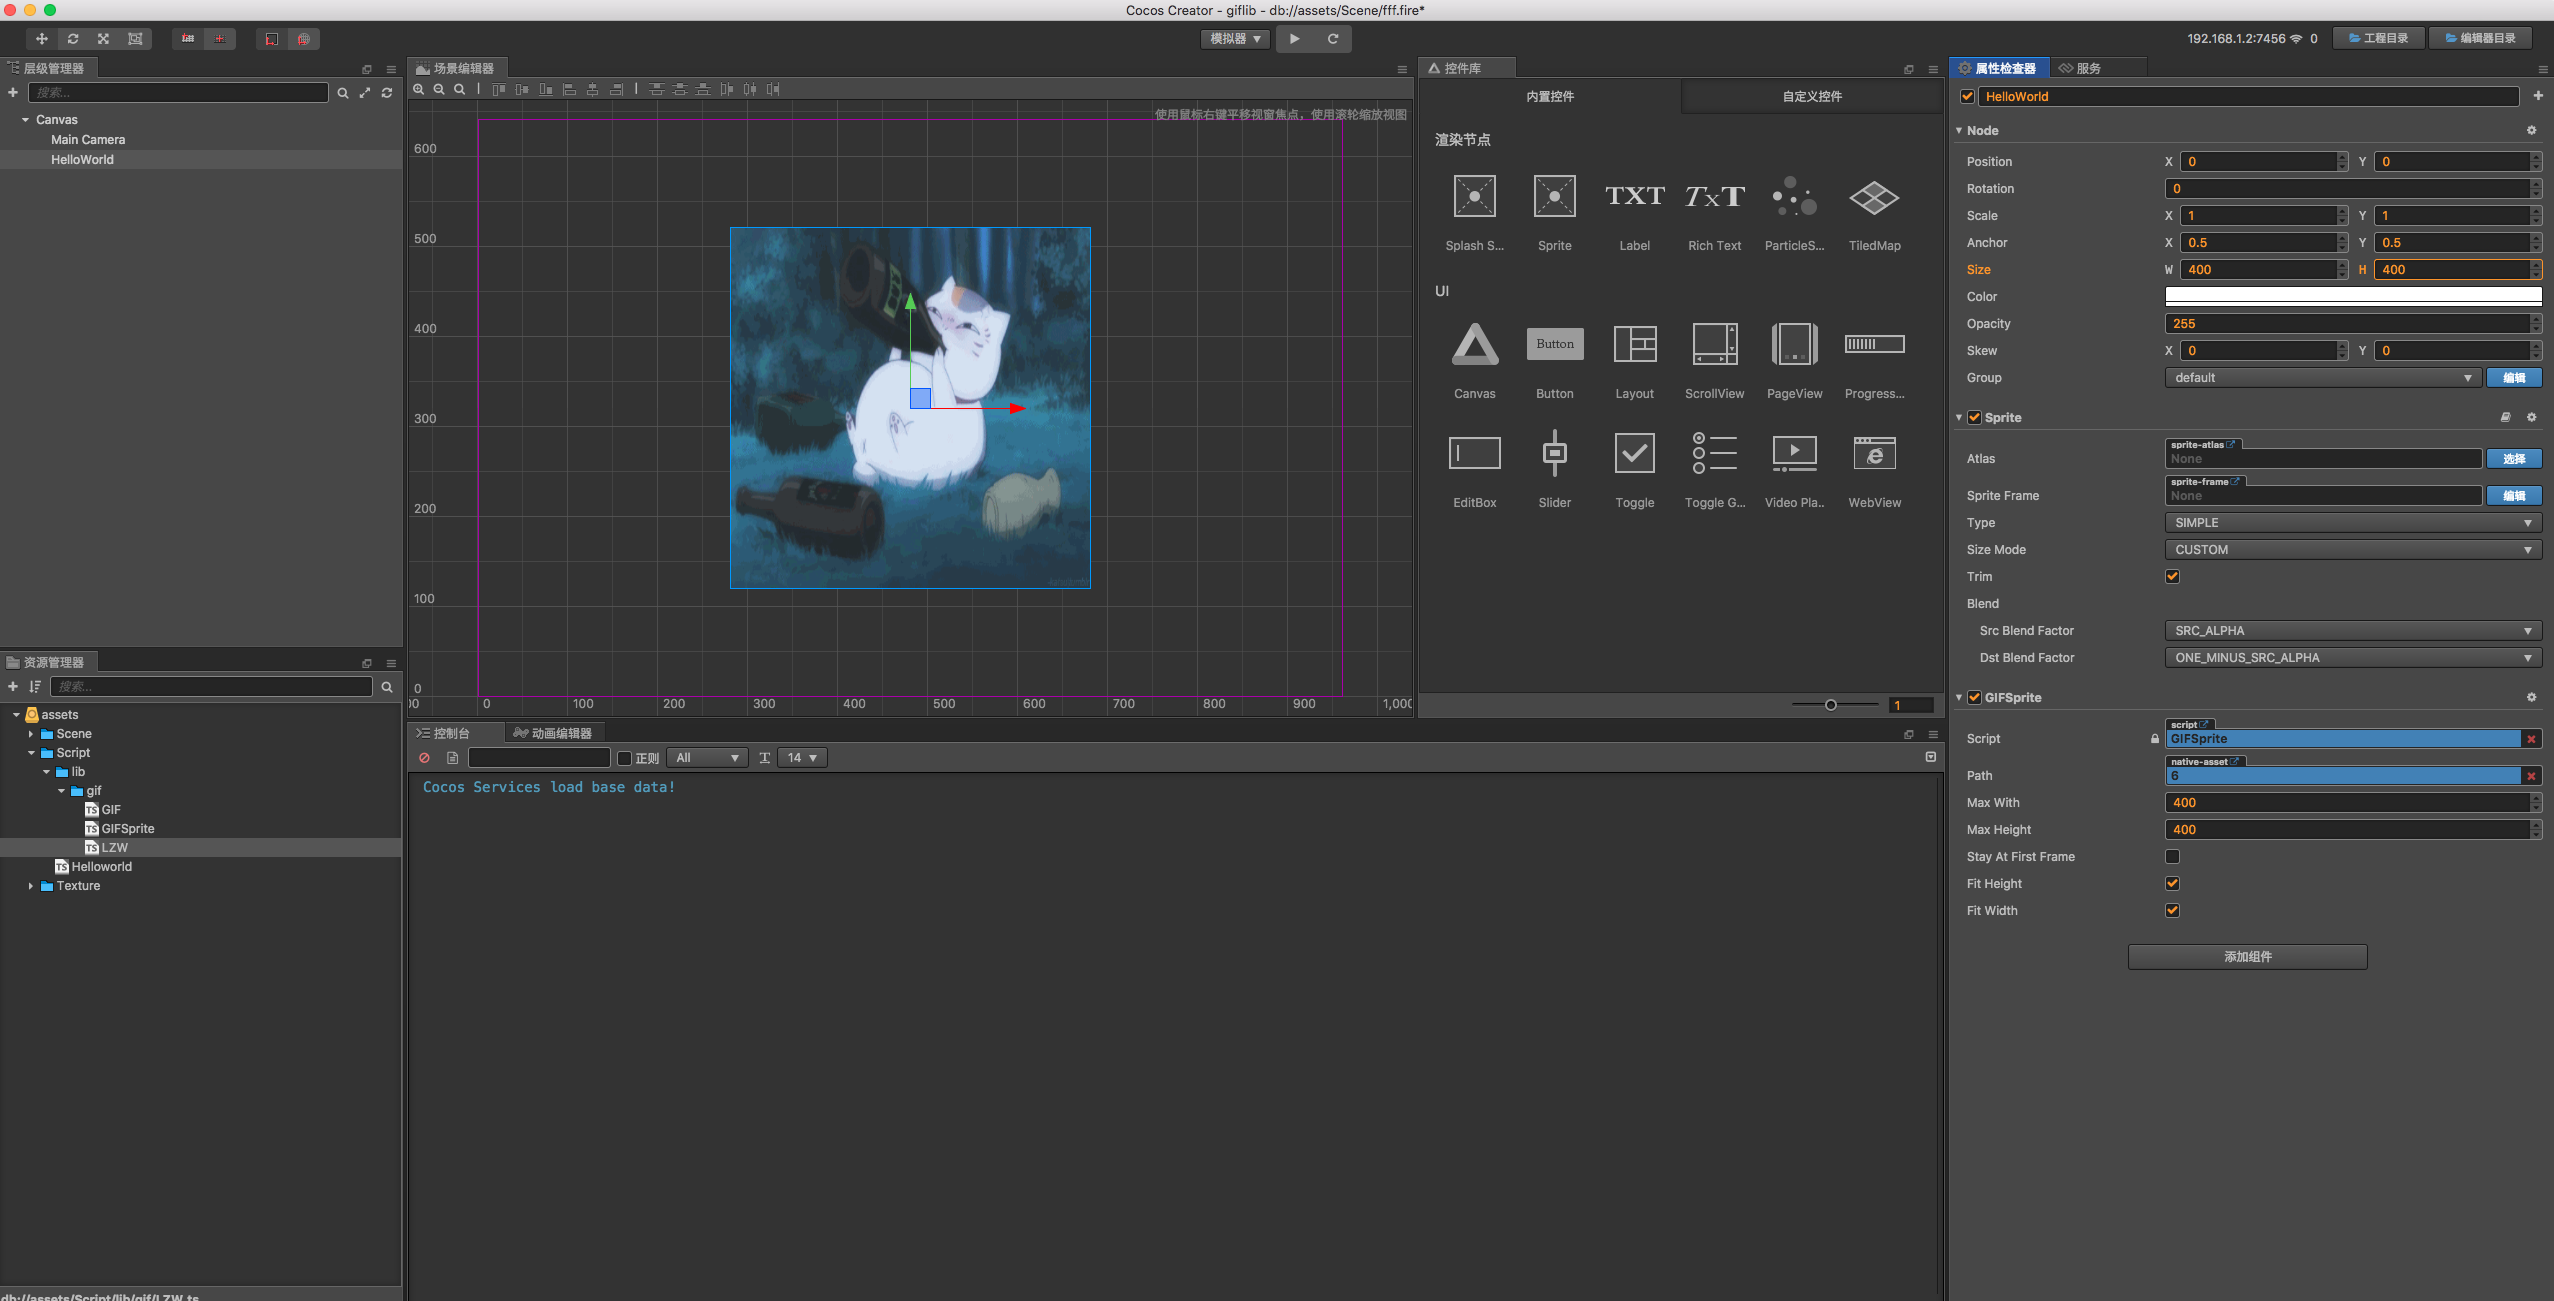 Cocos Creator - giflib - db://assets/Scene/fff.fire*
模拟器
192.168.1.2:7456 0
工程目录
编辑器目录
层级管理器
搜索...
Canvas
Main Camera
HelloWorld
资源管理器
搜索...
assets
Scene
Script
lib
gif
TS GIF
TS GIFSprite
TS LZW
TS Helloworld
Texture
db://assets/Script/lib/gif/LZW.ts
场景编辑器
使用鼠标右键平移视窗焦点，使用滚轮缩放视图
600
500
400
300
200
100
0
00 0 100 200 300 400 500 600 700 800 900 1,000
控制台
动画编辑器
正则 All 14
Cocos Services load base data!
控件库
内置控件
自定义控件
渲染节点
TXT TxT
Splash S... Sprite Label Rich Text ParticleS... TiledMap
UI
Button
Canvas Button Layout ScrollView PageView Progress...
EditBox Slider Toggle Toggle G... Video Pla.. WebView
1
属性检查器
服务
HelloWorld
Node
Position X 0 Y 0
Rotation 0
Scale X 1 Y 1
Anchor X 0.5 Y 0.5
Size W 400 H 400
Color
Opacity 255
Skew X 0 Y 0
Group default 编辑
Sprite
sprite-atlas
Atlas None 选择
sprite-frame
Sprite Frame None 编辑
Type SIMPLE
Size Mode CUSTOM
Trim
Blend
Src Blend Factor SRC_ALPHA
Dst Blend Factor ONE_MINUS_SRC_ALPHA
GIFSprite
script
Script GIFSprite
native-asset
Path 6
Max With 400
Max Height 400
Stay At First Frame
Fit Height
Fit Width
添加组件